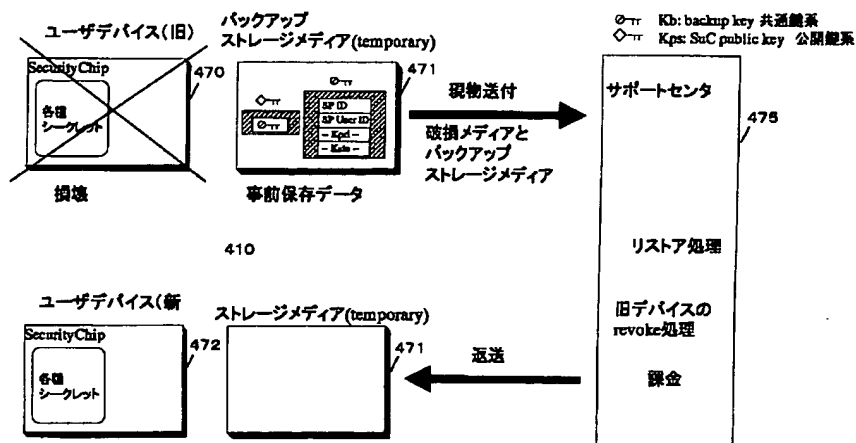 ユーザデバイス(旧)
SecurityChip
各種
シークレット
470
損壊
バックアップ
ストレージメディア(temporary)
471
SP ID
SP User ID
- Kpri -
- Ksto -
事前保存データ
現物送付
破損メディアと
バックアップ
ストレージメディア
Kb: backup key 共通鍵系
Kps: SuC public key 公開鍵系
サポートセンタ
475
リストア処理
旧デバイスの
revoke処理
課金
410
ユーザデバイス(新
SecurityChip
各種
シークレット
472
ストレージメディア(temporary)
471
返送